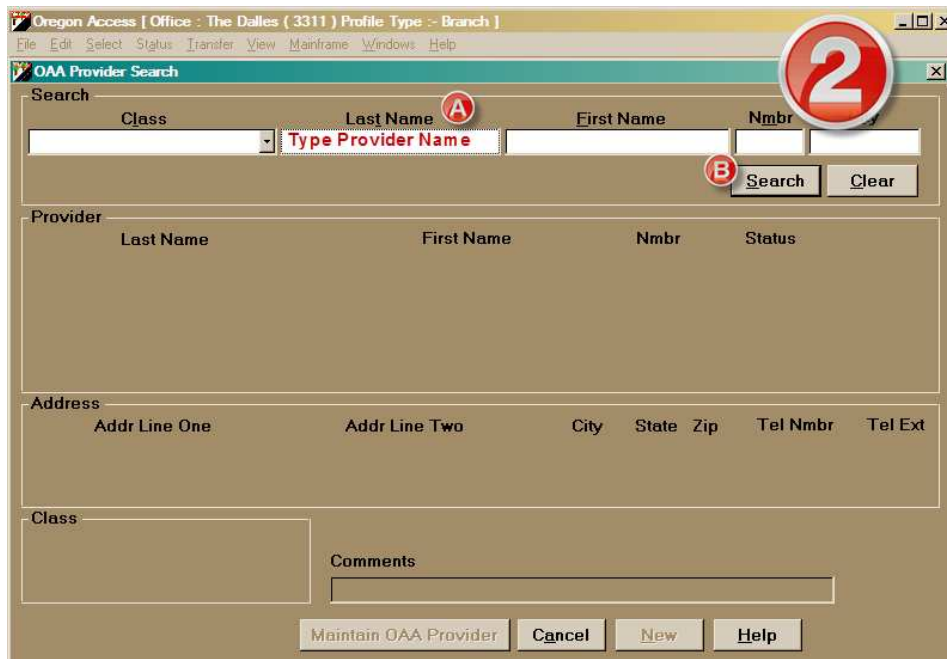 Oregon Access [ Office : The Dalles ( 3311 ) Profile Type :- Branch ]
File Edit Select Status Transfer View Mainframe Windows Help
OAA Provider Search
2
Search
Class Last Name A First Name Nmbr
Type Provider Name
B Search Clear
Provider
Last Name First Name Nmbr Status
Address
Addr Line One Addr Line Two City State Zip Tel Nmbr Tel Ext
Class
Comments
Maintain OAA Provider Cancel New Help